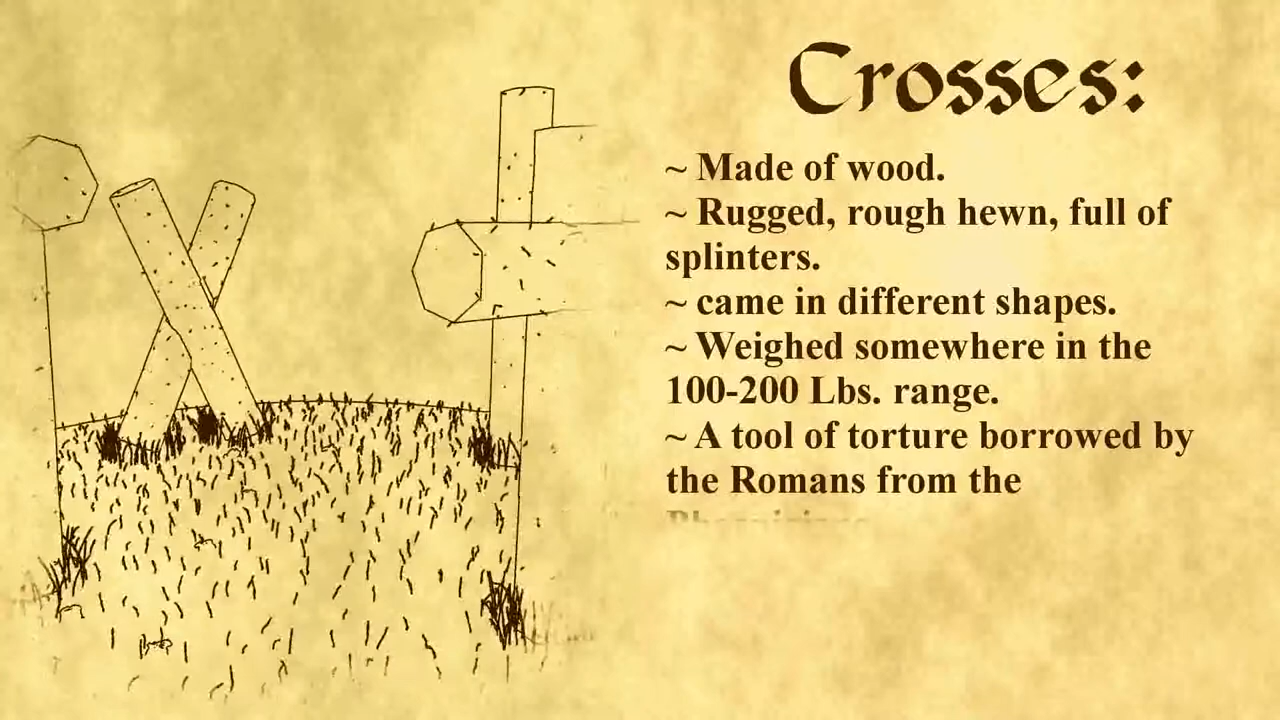 Crosses:
~ Made of wood.
~ Rugged, rough hewn, full of
splinters.
~ came in different shapes.
~ Weighed somewhere in the
100-200 Lbs. range.
~ A tool of torture borrowed by
the Romans from the